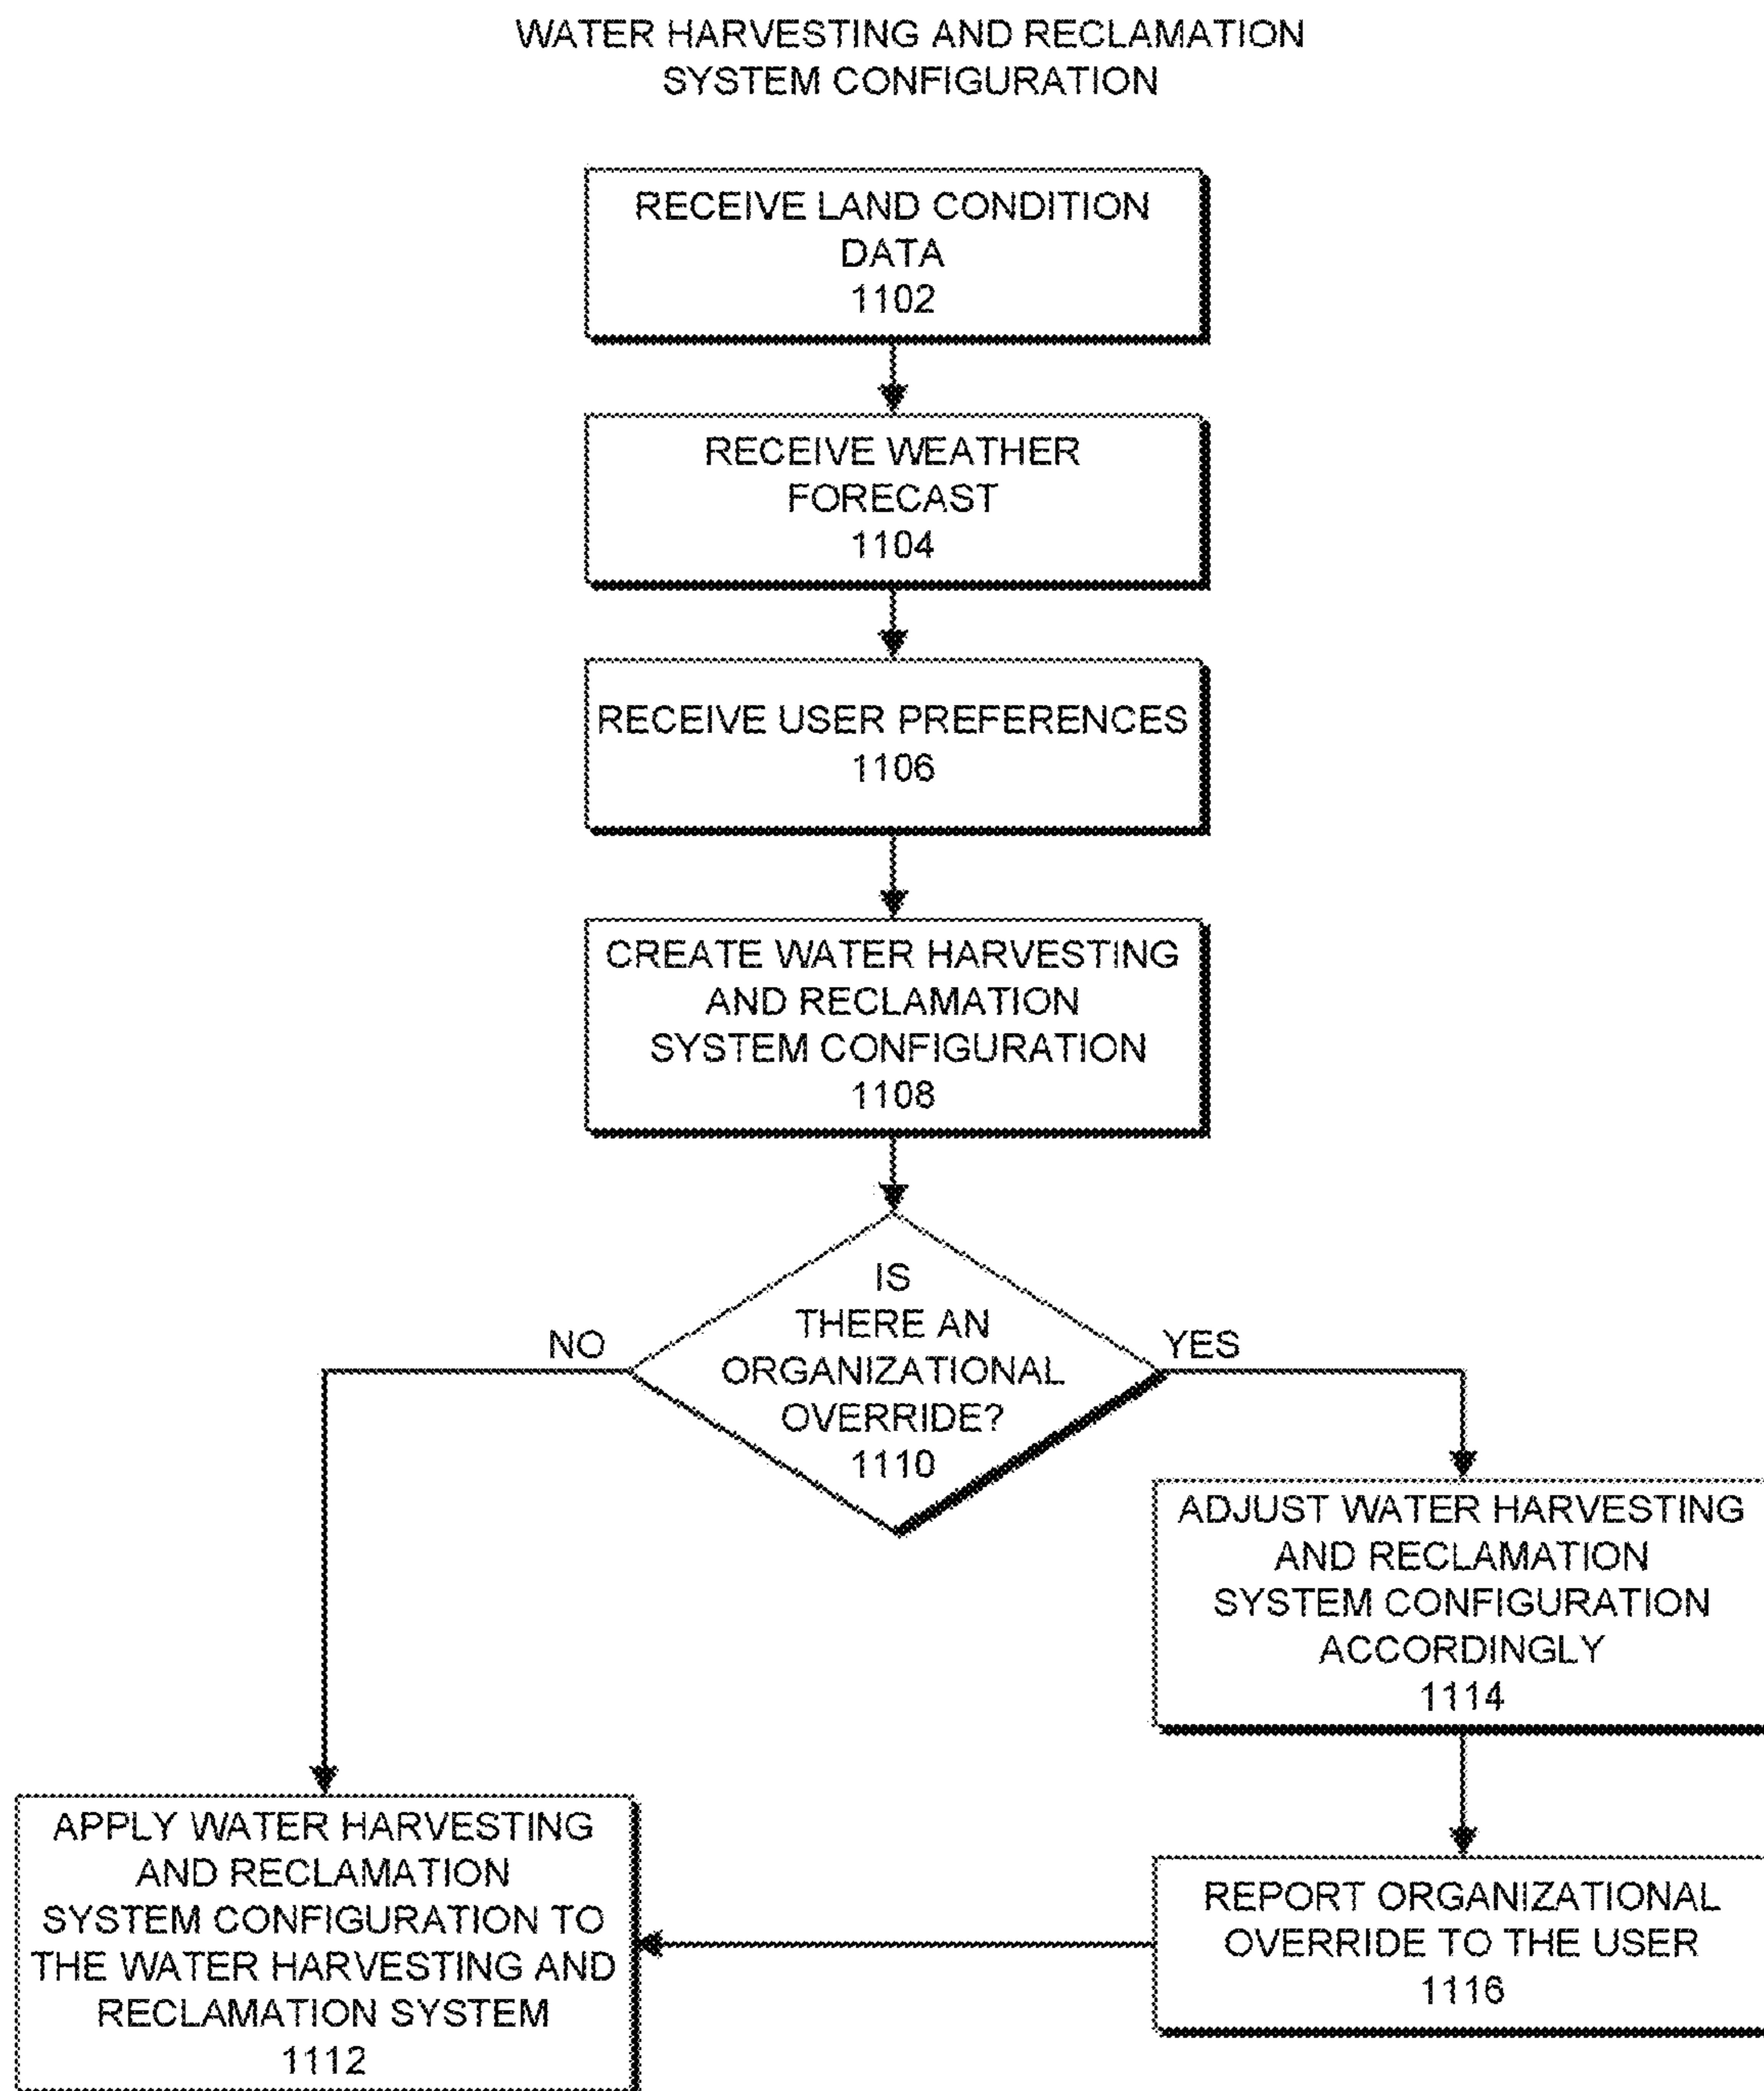 WATER HARVESTING AND RECLAMATION
SYSTEM CONFIGURATION
RECEIVE LAND CONDITION
DATA
1102
RECEIVE WEATHER
FORECAST
1104
RECEIVE USER PREFERENCES
1106
CREATE WATER HARVESTING
AND RECLAMATION
SYSTEM CONFIGURATION
1108
IS
THERE AN
ORGANIZATIONAL
OVERRIDE?
1110
NO
YES
ADJUST WATER HARVESTING
AND RECLAMATION
SYSTEM CONFIGURATION
ACCORDINGLY
1114
APPLY WATER HARVESTING
AND RECLAMATION
SYSTEM CONFIGURATION TO
THE WATER HARVESTING AND
RECLAMATION SYSTEM
1112
REPORT ORGANIZATIONAL
OVERRIDE TO THE USER
1116